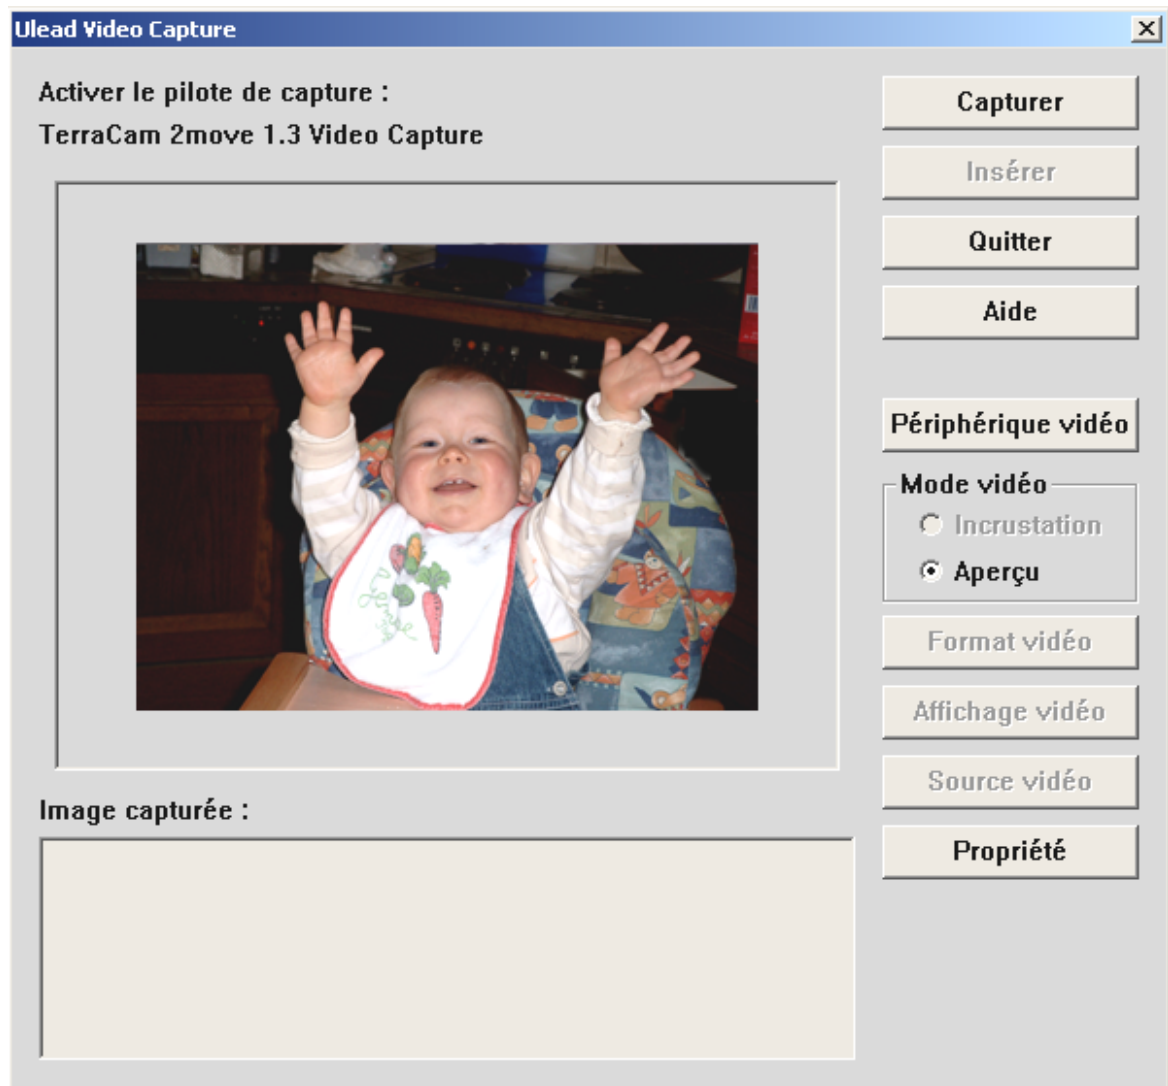 Ulead Video Capture
Activer le pilote de capture :
TerraCam 2move 1.3 Video Capture
Capturer
Insérer
Quitter
Aide
Périphérique vidéo
Mode vidéo
Incrustation
Aperçu
Format vidéo
Affichage vidéo
Source vidéo
Propriété
Image capturée :